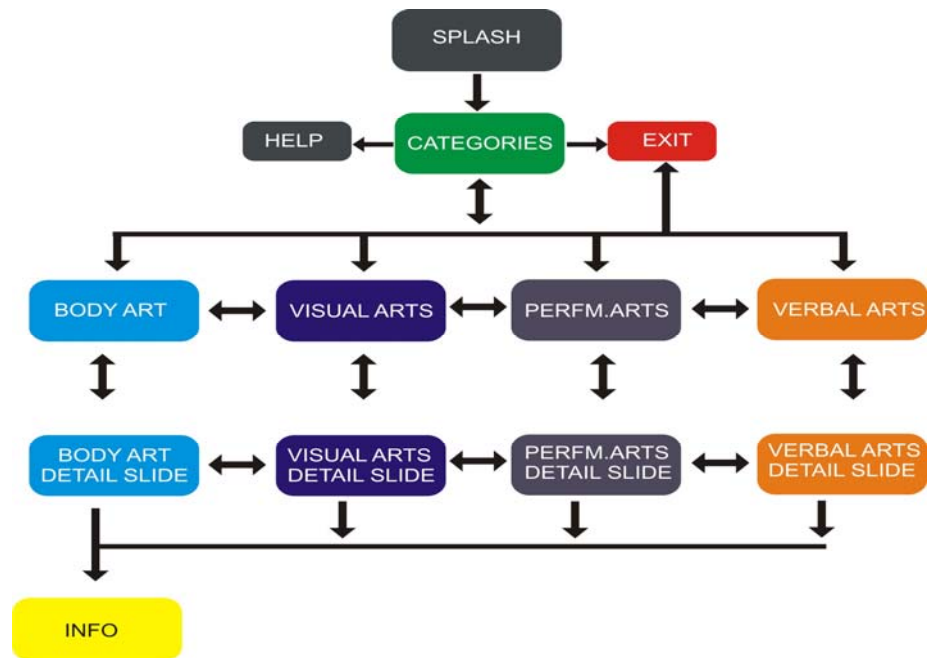 SPLASH
HELP
CATEGORIES
EXIT
BODY ART
VISUAL ARTS
PERFM.ARTS
VERBAL ARTS
BODY ART
DETAIL SLIDE
VISUAL ARTS
DETAIL SLIDE
PERFM.ARTS
DETAIL SLIDE
VERBAL ARTS
DETAIL SLIDE
INFO